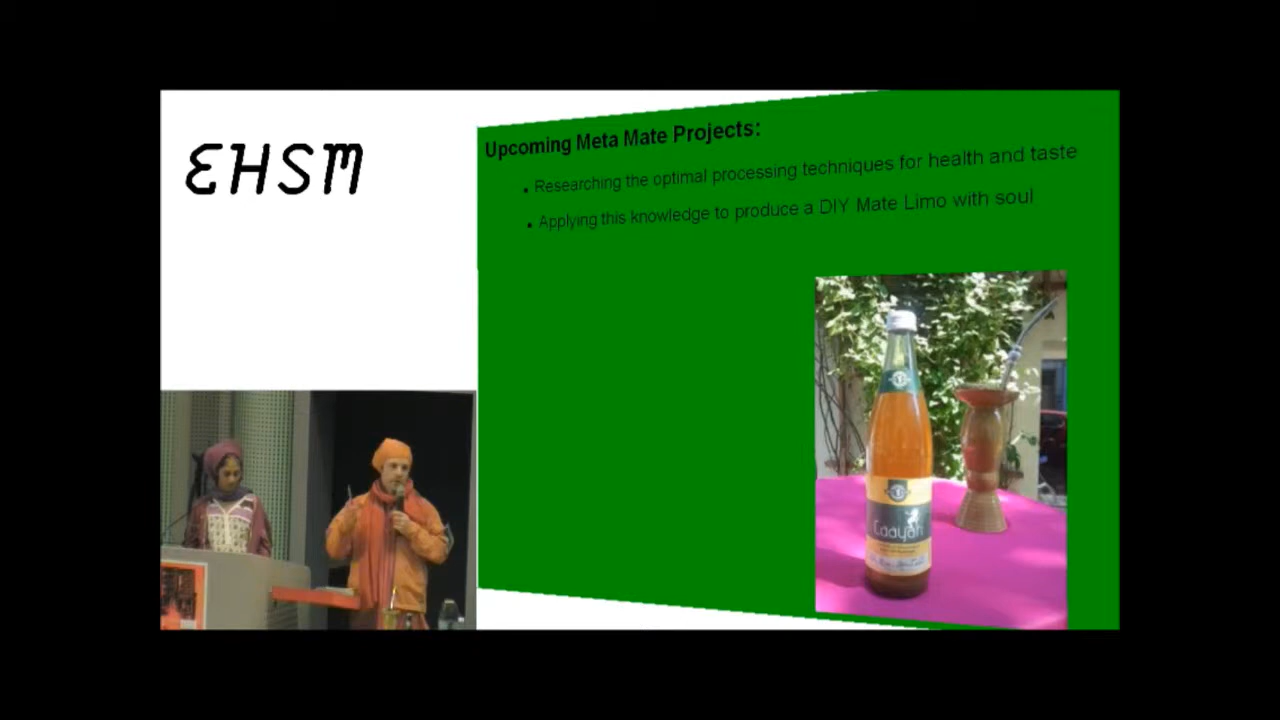 EHSM
Upcoming Meta Mate Projects:
• Researching the optimal processing techniques for health and taste
• Applying this knowledge to produce a DIY Mate Limo with soul